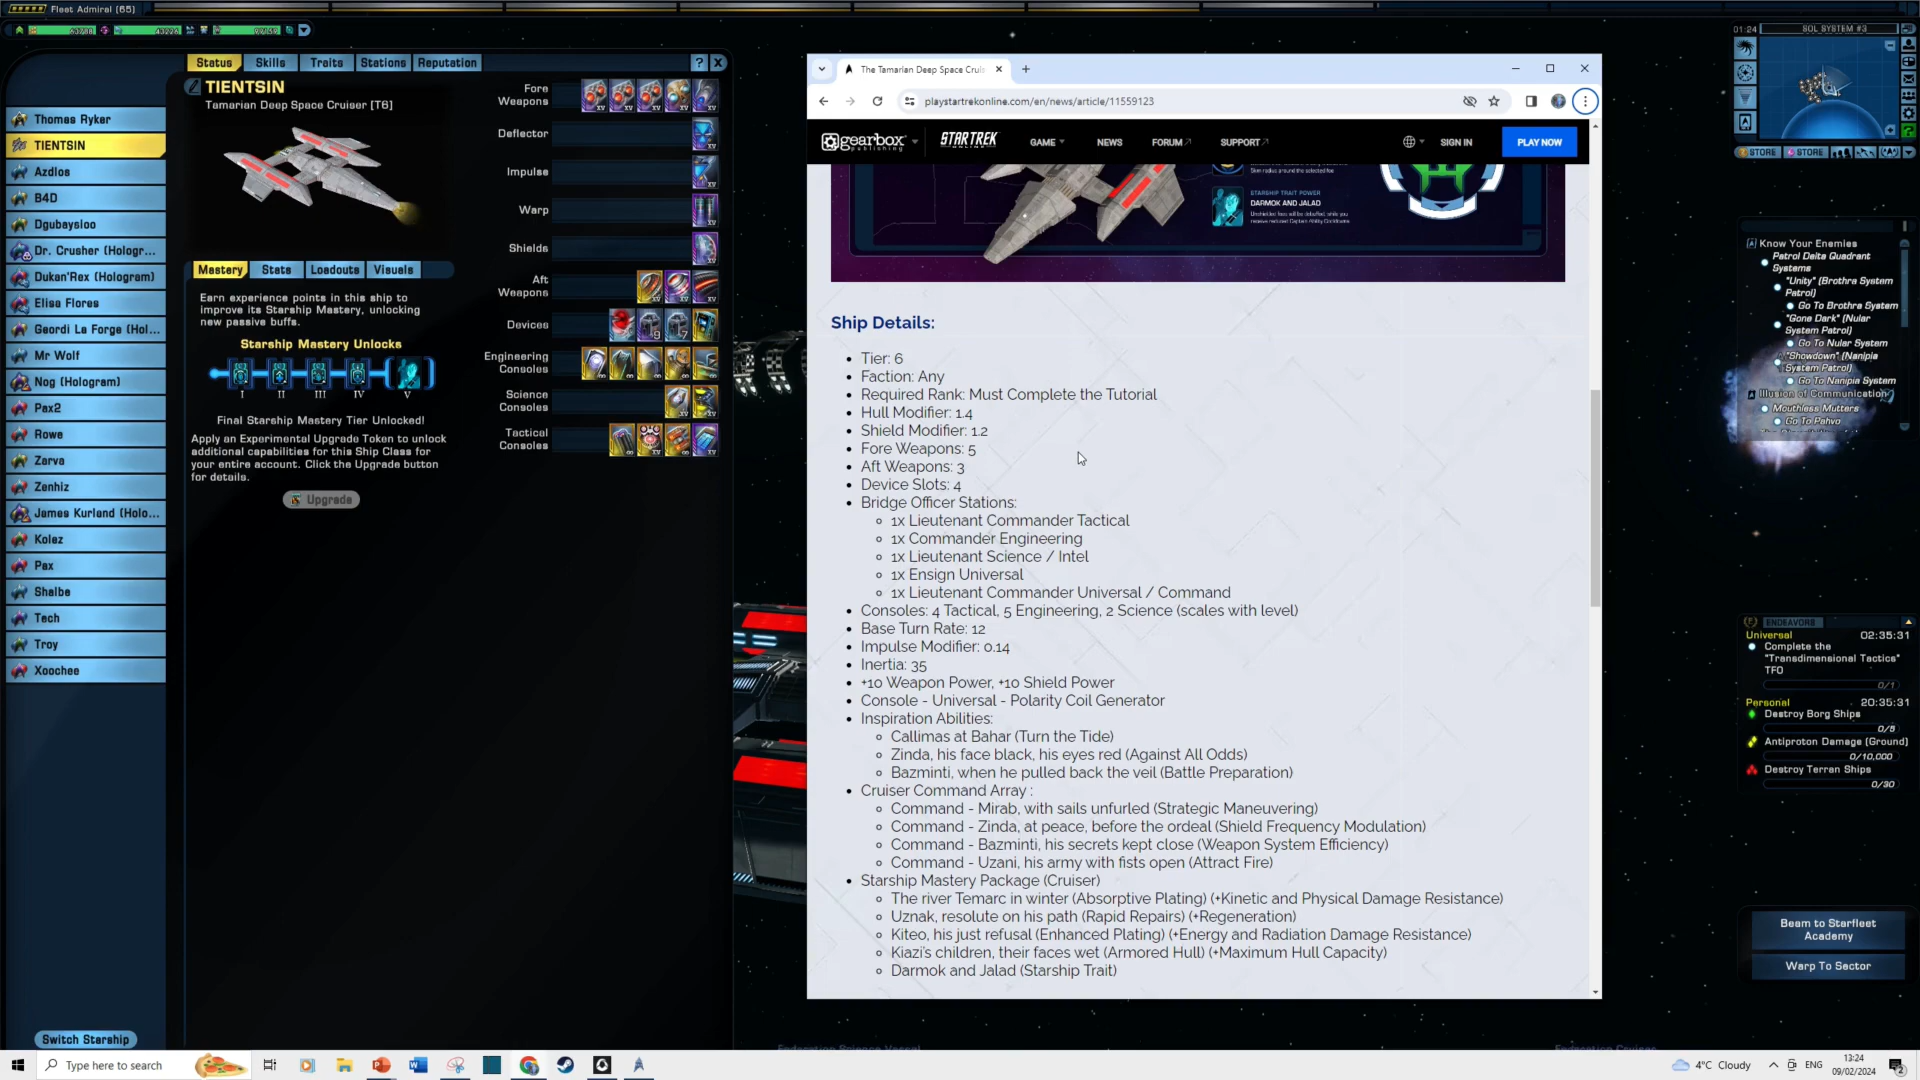 Fleet Admiral (65)
Status
Skills
Traits
Stations
Reputation
?
X
TIENTSIN
Tamarian Deep Space Cruiser [T6]
Thomas Ryker
TIENTSIN
Azdlos
B4D
Dgubaysioo
Dr. Crusher (Hologr...
Dukan'Rex (Hologram)
Elisa Flores
Geordi La Forge (Hol...
Mr Wolf
Nog (Hologram)
Pax2
Rowe
Zarva
Zenhiz
James Kurland (Holo...
Kolez
Pax
Shalbe
Tech
Troy
Xoochee
Switch Starship
Mastery
Stats
Loadouts
Visuals
Earn experience points in this ship to
improve its Starship Mastery, unlocking
new passive buffs.
Starship Mastery Unlocks
I II III IV V
Final Starship Mastery Tier Unlocked!
Apply an Experimental Upgrade Token to unlock
additional capabilities for this Ship Class for
your entire account. Click the Upgrade button
for details.
Upgrade
Fore
Weapons
Deflector
Impulse
Warp
Shields
Aft
Weapons
Devices
Engineering
Consoles
Science
Consoles
Tactical
Consoles
The Tamarian Deep Space Cruis
playstartrekonline.com/en/news/article/11559123
gearbox
publishing
STAR TREK
ONLINE
GAME
NEWS
FORUM
SUPPORT
SIGN IN
PLAY NOW
STARSHIP TRAIT POWER
DARMOK AND JALAD
Ship Details:
Tier: 6
Faction: Any
Required Rank: Must Complete the Tutorial
Hull Modifier: 1.4
Shield Modifier: 1.2
Fore Weapons: 5
Aft Weapons: 3
Device Slots: 4
Bridge Officer Stations:
1x Lieutenant Commander Tactical
1x Commander Engineering
1x Lieutenant Science / Intel
1x Ensign Universal
1x Lieutenant Commander Universal / Command
Consoles: 4 Tactical, 5 Engineering, 2 Science (scales with level)
Base Turn Rate: 12
Impulse Modifier: 0.14
Inertia: 35
+10 Weapon Power, +10 Shield Power
Console - Universal - Polarity Coil Generator
Inspiration Abilities:
Callimas at Bahar (Turn the Tide)
Zinda, his face black, his eyes red (Against All Odds)
Bazminti, when he pulled back the veil (Battle Preparation)
Cruiser Command Array :
Command - Mirab, with sails unfurled (Strategic Maneuvering)
Command - Zinda, at peace, before the ordeal (Shield Frequency Modulation)
Command - Bazminti, his secrets kept close (Weapon System Efficiency)
Command - Uzani, his army with fists open (Attract Fire)
Starship Mastery Package (Cruiser)
The river Temarc in winter (Absorptive Plating) (+Kinetic and Physical Damage Resistance)
Uznak, resolute on his path (Rapid Repairs) (+Regeneration)
Kiteo, his just refusal (Enhanced Plating) (+Energy and Radiation Damage Resistance)
Kiazi's children, their faces wet (Armored Hull) (+Maximum Hull Capacity)
Darmok and Jalad (Starship Trait)
01:24
SOL SYSTEM #3
STORE
STORE
Know Your Enemies
Patrol Delta Quadrant
Systems
"Unity" (Brothra System
Patrol)
Go To Brothra System
"Gone Dark" (Nular
System Patrol)
Go To Nular System
"Showdown" (Nanipia
System Patrol)
Go To Nanipia System
Illusion of Communication
Mouthless Mutters
Go To Pahvo
ENDEAVORS
Universal 02:35:31
Complete the
"Transdimensional Tactics"
TFO
0/1
Personal 20:35:31
Destroy Borg Ships
0/5
Antiproton Damage (Ground)
0/10,000
Destroy Terran Ships
0/30
Beam to Starfleet
Academy
Warp To Sector
Type here to search
4°C Cloudy
ENG
13:24
09/02/2024